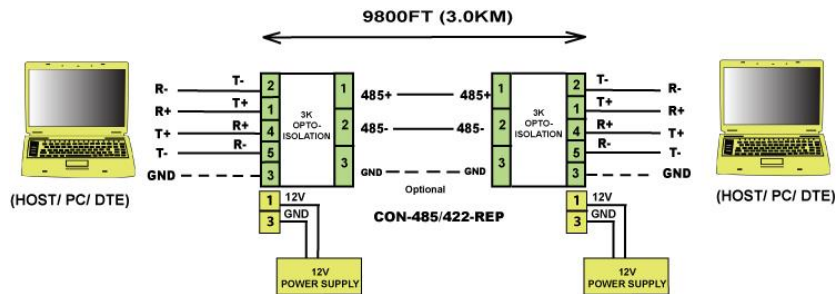 9800FT (3.0KM)
R- T- 2 1 485+ 485+ 1 2 T- R-
R+ T+ 1 3K OPTO-ISOLATION 3K OPTO-ISOLATION 1 T+ R+
T+ R+ 4 2 485- 485- 2 4 R+ T+
T- R- 5 5 R- T-
GND 3 3 GND GND 3 3 GND
Optional
(HOST/ PC/ DTE) (HOST/ PC/ DTE)
CON-485/422-REP
1 12V 1 12V
3 GND 3 GND
12V 12V
POWER SUPPLY POWER SUPPLY